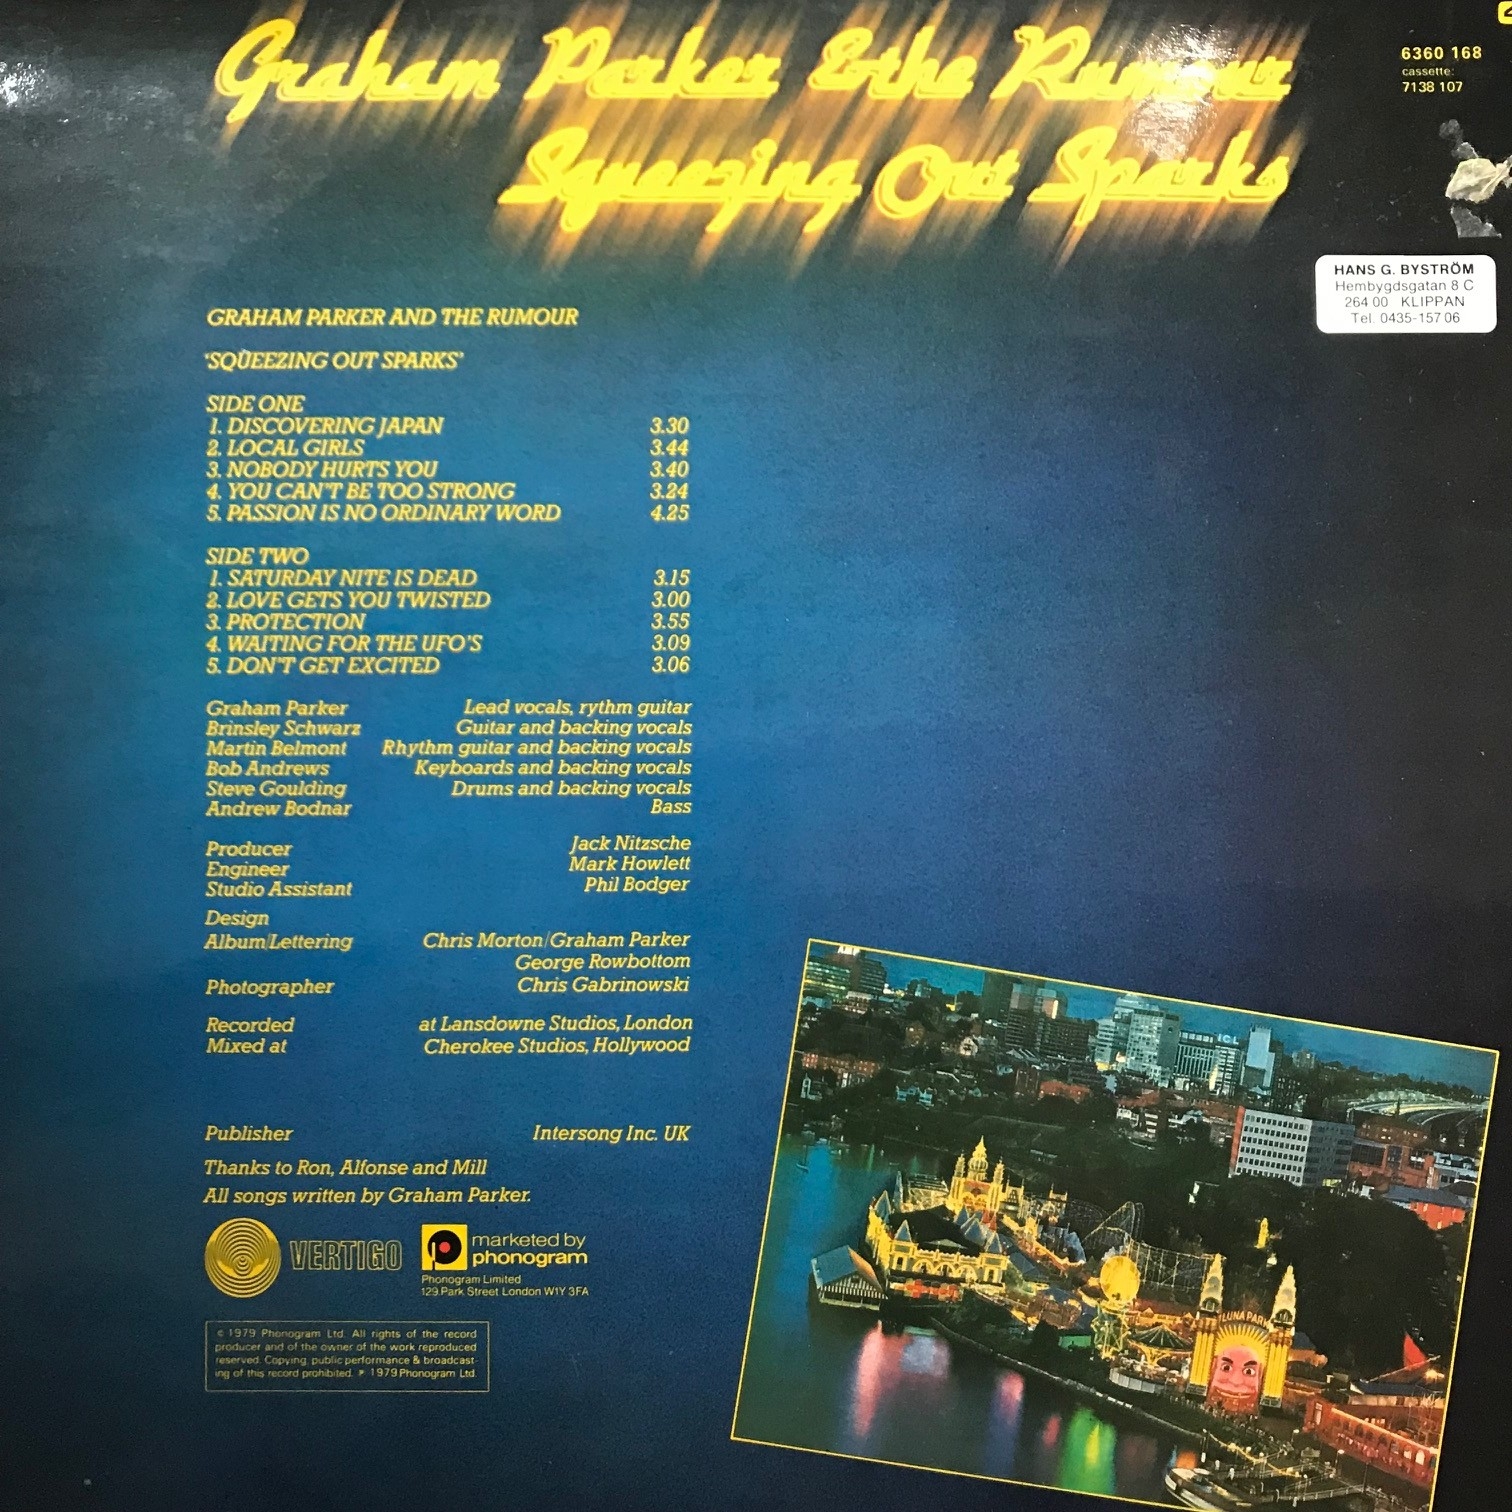 Graham Parker & the Rumour
Squeezing Out Sparks
6360 168
cassette:
7138 107
HANS G. BYSTRÖM
Hembygdsgatan 8 C
264 00 KLIPPAN
Tel. 0435-157 06
GRAHAM PARKER AND THE RUMOUR
'SQUEEZING OUT SPARKS'
SIDE ONE
1. DISCOVERING JAPAN 3.30
2. LOCAL GIRLS 3.44
3. NOBODY HURTS YOU 3.40
4. YOU CAN'T BE TOO STRONG 3.24
5. PASSION IS NO ORDINARY WORD 4.25
SIDE TWO
1. SATURDAY NITE IS DEAD 3.15
2. LOVE GETS YOU TWISTED 3.00
3. PROTECTION 3.55
4. WAITING FOR THE UFO'S 3.09
5. DON'T GET EXCITED 3.06
Graham Parker Lead vocals, rythm guitar
Brinsley Schwarz Guitar and backing vocals
Martin Belmont Rhythm guitar and backing vocals
Bob Andrews Keyboards and backing vocals
Steve Goulding Drums and backing vocals
Andrew Bodnar Bass
Producer Jack Nitzsche
Engineer Mark Howlett
Studio Assistant Phil Bodger
Design
Album/Lettering Chris Morton/Graham Parker
George Rowbottom
Photographer Chris Gabrinowski
Recorded at Lansdowne Studios, London
Mixed at Cherokee Studios, Hollywood
Publisher Intersong Inc. UK
Thanks to Ron, Alfonse and Mill
All songs written by Graham Parker.
VERTIGO
marketed by
phonogram
Phonogram Limited
129 Park Street London W1Y 3FA
© 1979 Phonogram Ltd. All rights of the record
producer and of the owner of the work reproduced
reserved. Copying, public performance & broadcast-
ing of this record prohibited. ℗ 1979 Phonogram Ltd.
ICL
LUNA PARK